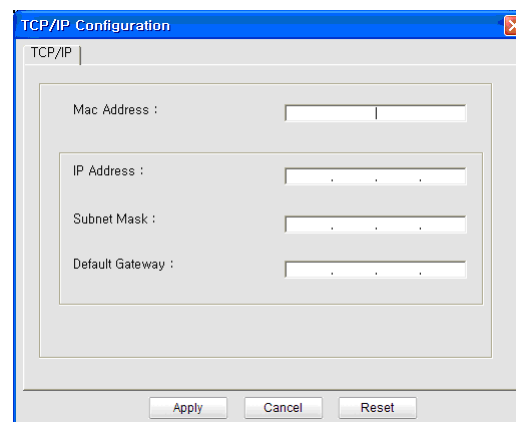 TCP/IP Configuration
TCP/IP
Mac Address :
IP Address :
. . .
Subnet Mask :
. . .
Default Gateway :
. . .
Apply Cancel Reset